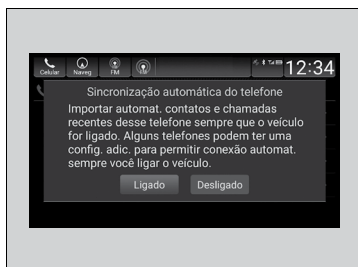 Celular
Naveg
FM
12:34
Sincronização automática do telefone
Importar automat. contatos e chamadas
recentes desse telefone sempre que o veículo
for ligado. Alguns telefones podem ter uma
config. adic. para permitir conexão automat.
sempre você ligar o veículo.
Ligado
Desligado